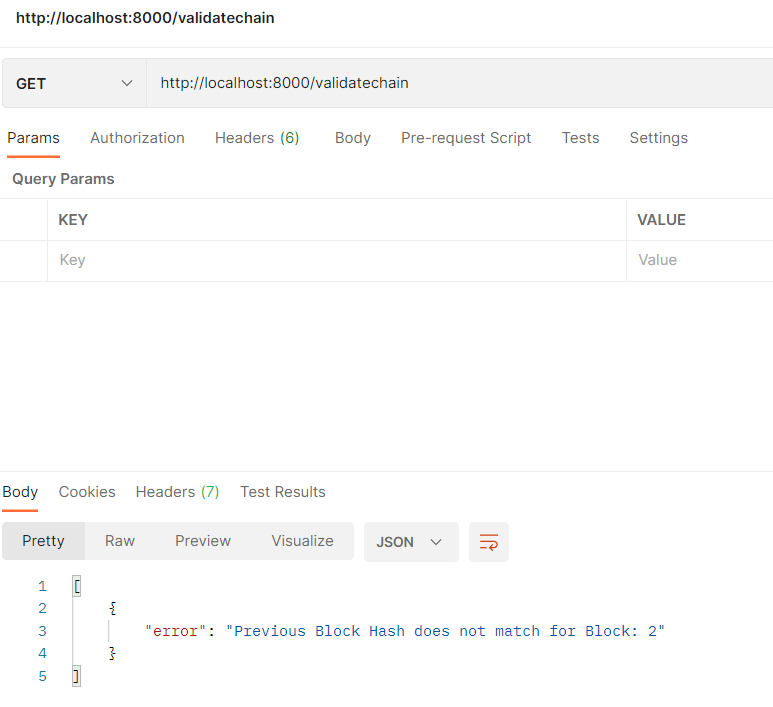 http://localhost:8000/validatechain
GET http://localhost:8000/validatechain
Params Authorization Headers (6) Body Pre-request Script Tests Settings
Query Params
KEY VALUE
Key Value
Body Cookies Headers (7) Test Results
Pretty Raw Preview Visualize JSON
1 [
2 {
3 "error": "Previous Block Hash does not match for Block: 2"
4 }
5 ]